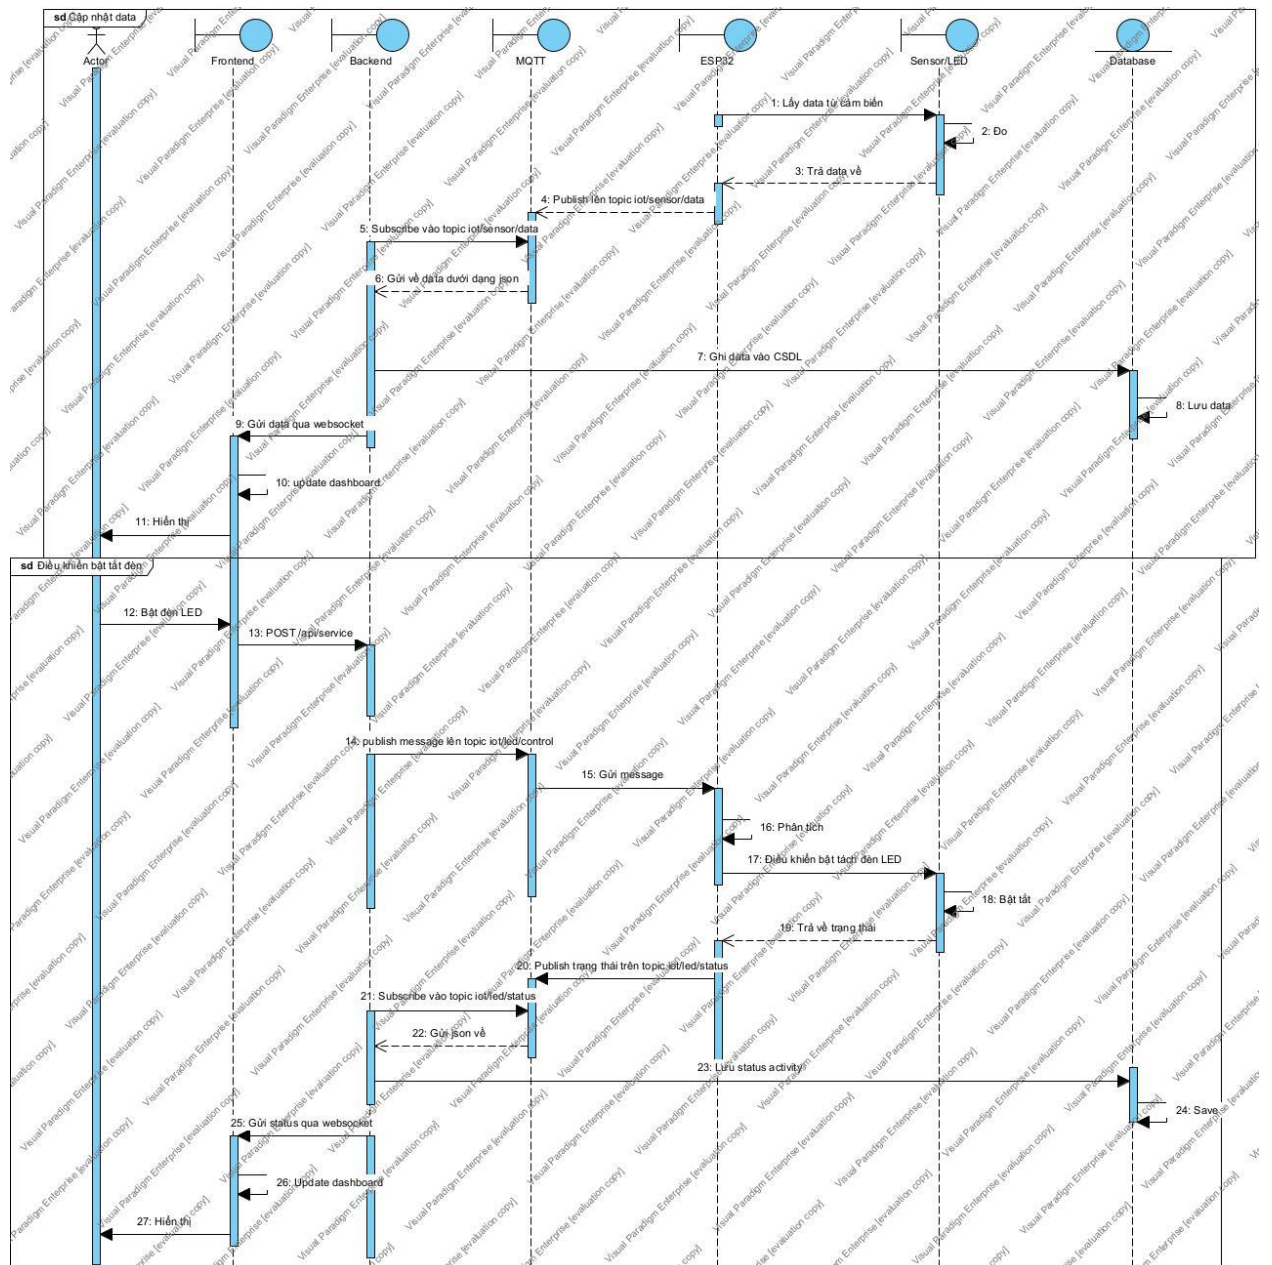 sd Cập nhật data
Actor
Frontend
Backend
MQTT
ESP32
Sensor/LED
Database
1: Lấy data từ cảm biến
2: Đo
3: Trả data về
4: Publish lên topic iot/sensor/data
5: Subscribe vào topic iot/sensor/data
6: Gửi về data dưới dạng json
7: Ghi data vào CSDL
8: Lưu data
9: Gửi data qua websocket
10: update dashboard
11: Hiển thị
sd Điều khiển bật tắt đèn
12: Bật đèn LED
13: POST /api/service
14: publish message lên topic iot/led/control
15: Gửi message
16: Phân tích
17: Điều khiển bật tách đèn LED
18: Bật tắt
19: Trả về trạng thái
20: Publish trạng thái trên topic iot/led/status
21: Subscribe vào topic iot/led/status
22: Gửi json về
23: Lưu status activity
24: Save
25: Gửi status qua websocket
26: Update dashboard
27: Hiển thị
Visual Paradigm Enterprise [evaluation copy]